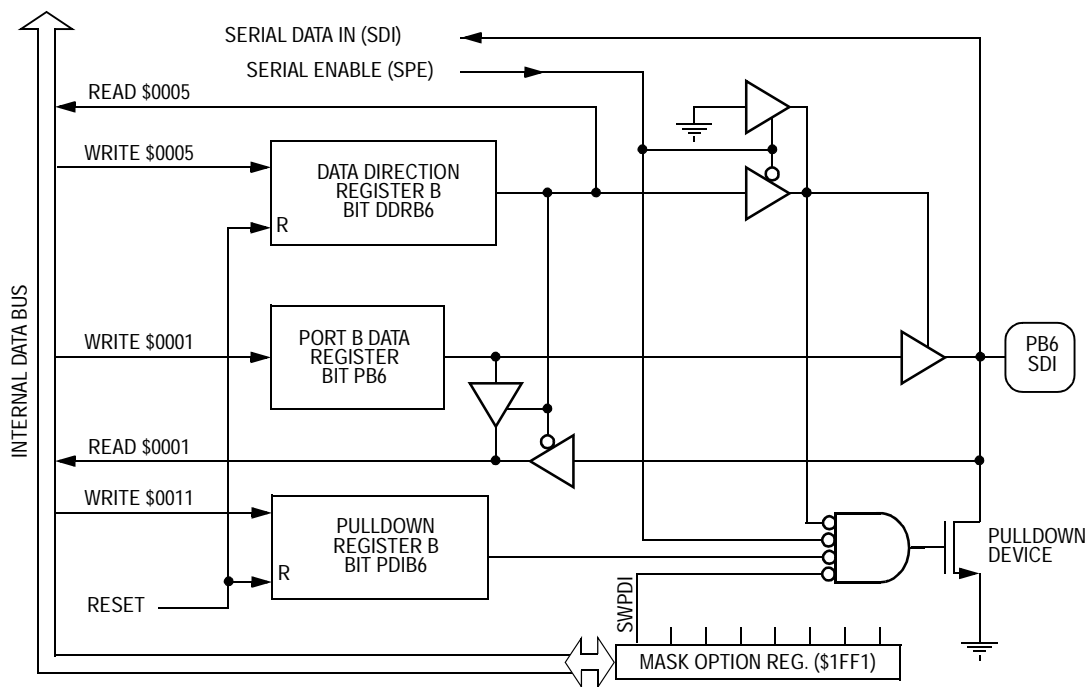 SERIAL DATA IN (SDI)
SERIAL ENABLE (SPE)
READ $0005
WRITE $0005
DATA DIRECTION
REGISTER B
BIT DDRB6
R
INTERNAL DATA BUS
WRITE $0001
PORT B DATA
REGISTER
BIT PB6
PB6
SDI
READ $0001
WRITE $0011
PULLDOWN
REGISTER B
BIT PDIB6
R
PULLDOWN
DEVICE
RESET
SWPDI
MASK OPTION REG. ($1FF1)